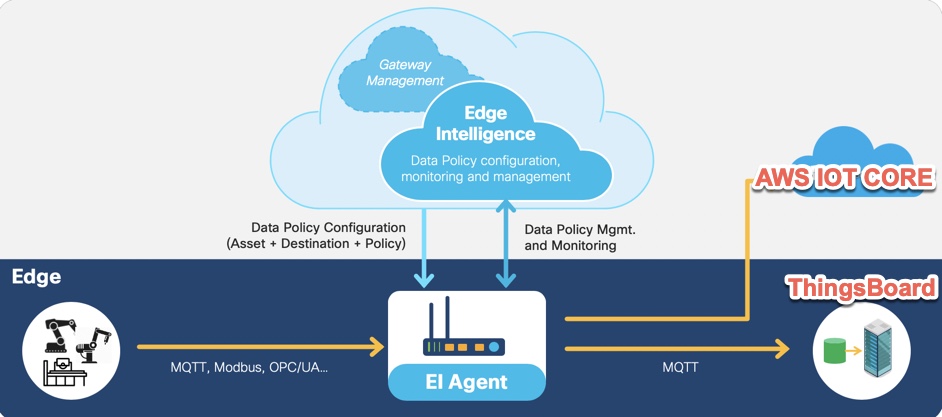 Gateway
Management
Edge
Intelligence
Data Policy configuration,
monitoring and management
AWS IOT CORE
Data Policy Configuration
(Asset + Destination + Policy)
Data Policy Mgmt.
and Monitoring
Edge
ThingsBoard
MQTT, Modbus, OPC/UA...
EI Agent
MQTT